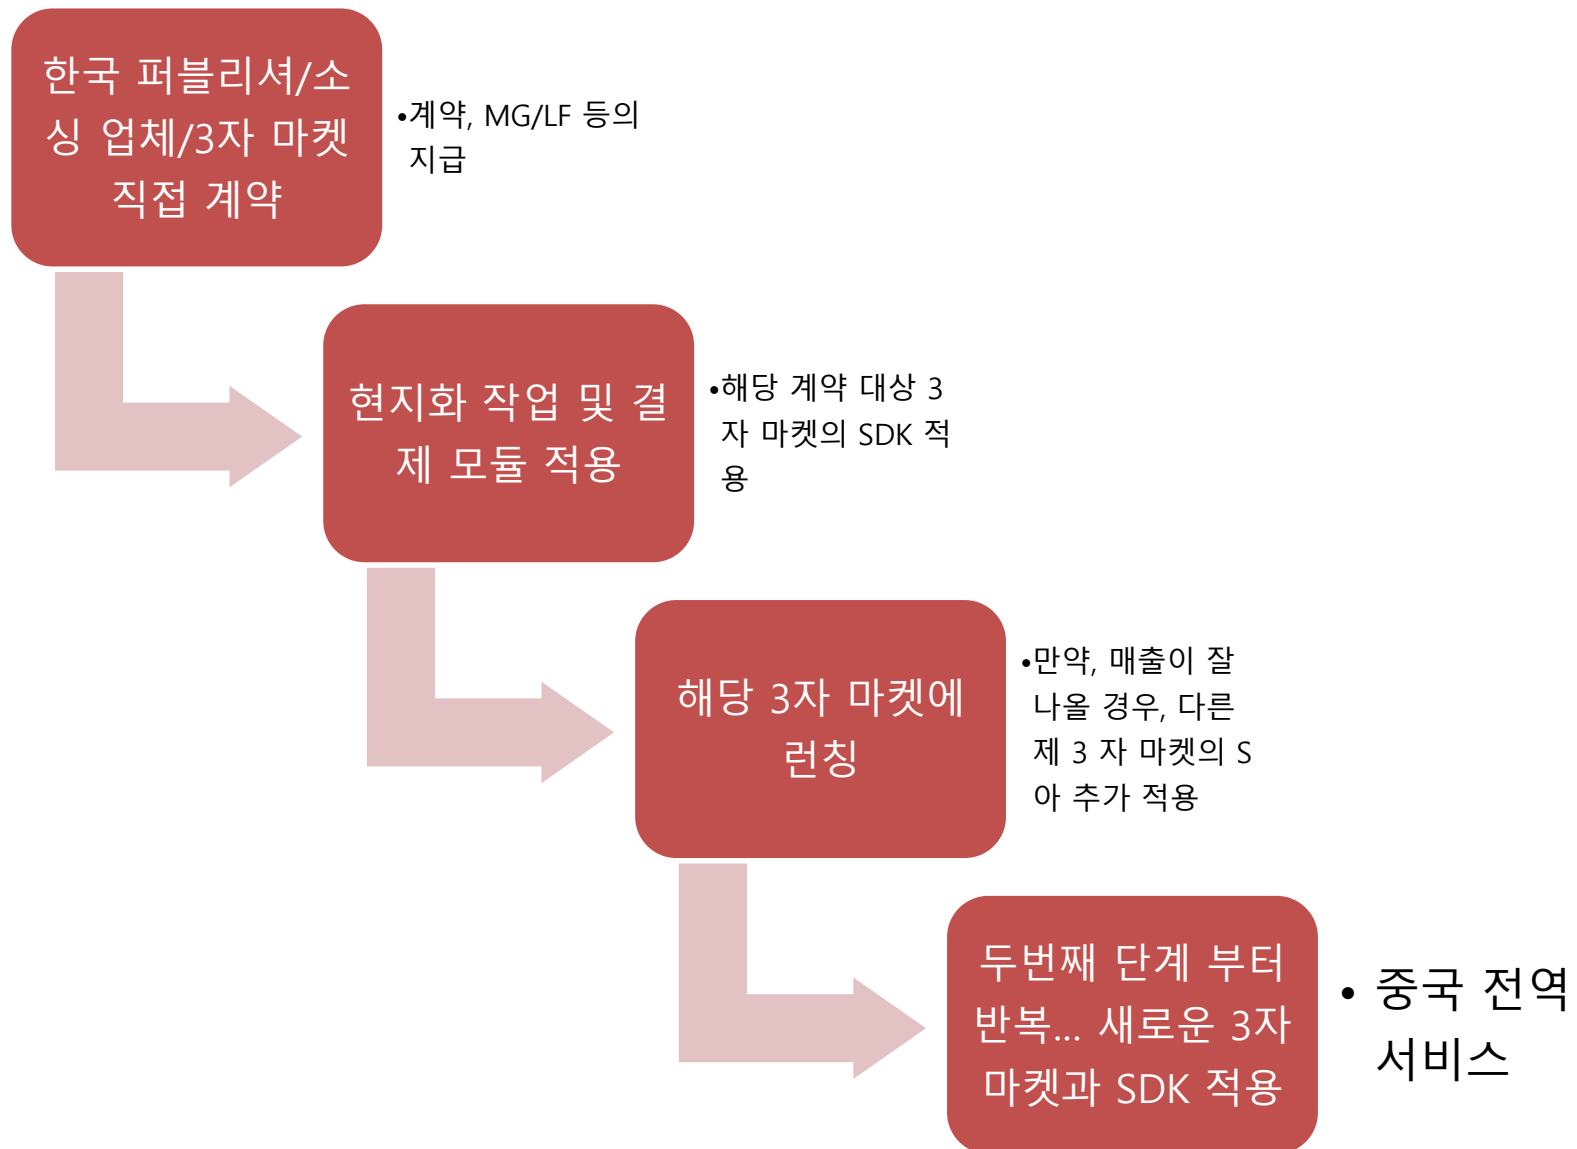 한국 퍼블리셔/소
싱 업체/3자 마켓
직접 계약
•계약, MG/LF 등의
지급
현지화 작업 및 결
제 모듈 적용
•해당 계약 대상 3
자 마켓의 SDK 적
용
해당 3자 마켓에
런칭
•만약, 매출이 잘
나올 경우, 다른
제 3 자 마켓의 S
아 추가 적용
두번째 단계 부터
반복... 새로운 3자
마켓과 SDK 적용
• 중국 전역
서비스